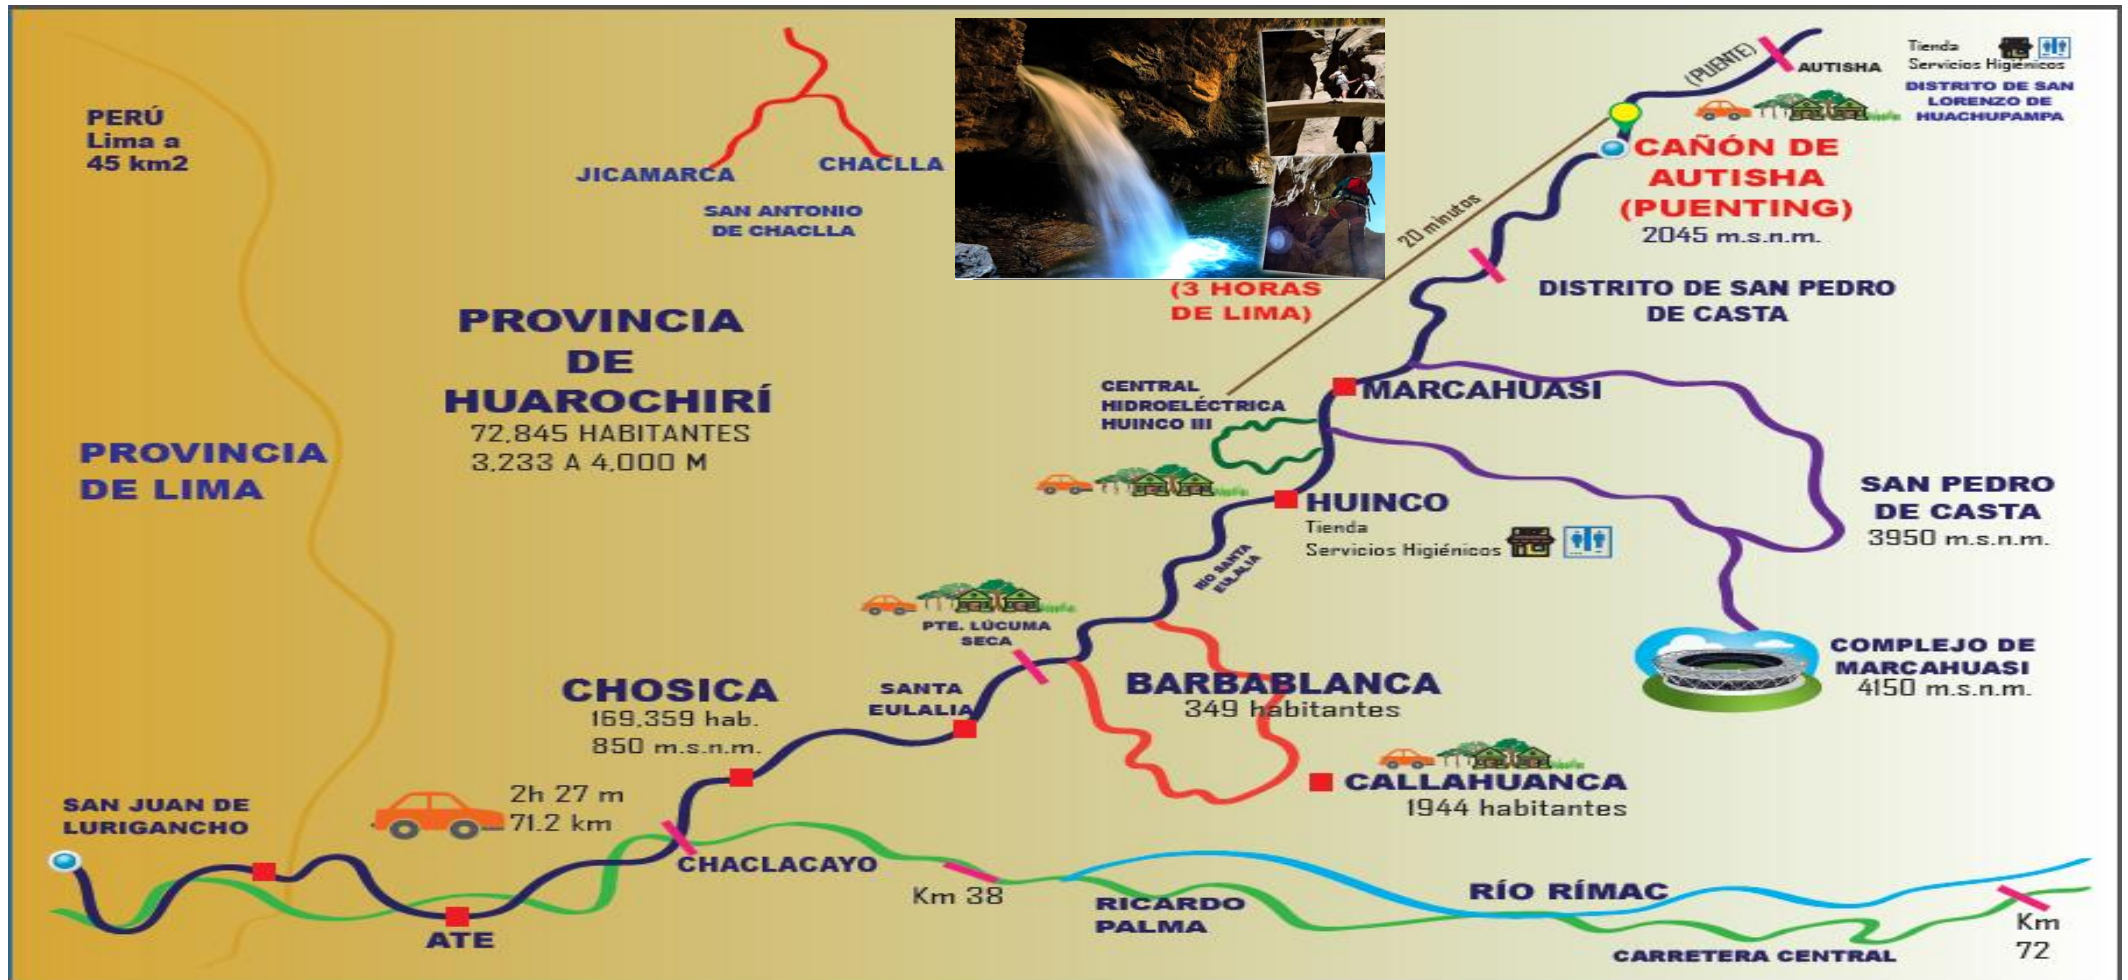 PERÚ
Lima a
45 km2
JICAMARCA
CHACLLA
SAN ANTONIO
DE CHACLLA
(PUENTE)
AUTISHA
Tienda
Servicios Higiénicos
DISTRITO DE SAN
LORENZO DE
HUACHUPAMPA
CAÑÓN DE
AUTISHA
(PUENTING)
2045 m.s.n.m.
20 minutos
(3 HORAS
DE LIMA)
DISTRITO DE SAN PEDRO
DE CASTA
PROVINCIA
DE
HUAROCHIRÍ
72,845 HABITANTES
3,233 A 4,000 M
PROVINCIA
DE LIMA
CENTRAL
HIDROELÉCTRICA
HUINCO III
MARCAHUASI
HUINCO
Tienda
Servicios Higiénicos
SAN PEDRO
DE CASTA
3950 m.s.n.m.
RÍO SANTA
EULALIA
PTE. LÚCUMA
SECA
COMPLEJO DE
MARCAHUASI
4150 m.s.n.m.
CHOSICA
169,359 hab.
850 m.s.n.m.
SANTA
EULALIA
BARBABLANCA
349 habitantes
CALLAHUANCA
1944 habitantes
SAN JUAN DE
LURIGANCHO
2h 27 m
71.2 km
CHACLACAYO
Km 38
RICARDO
PALMA
RÍO RÍMAC
ATE
CARRETERA CENTRAL
Km
72